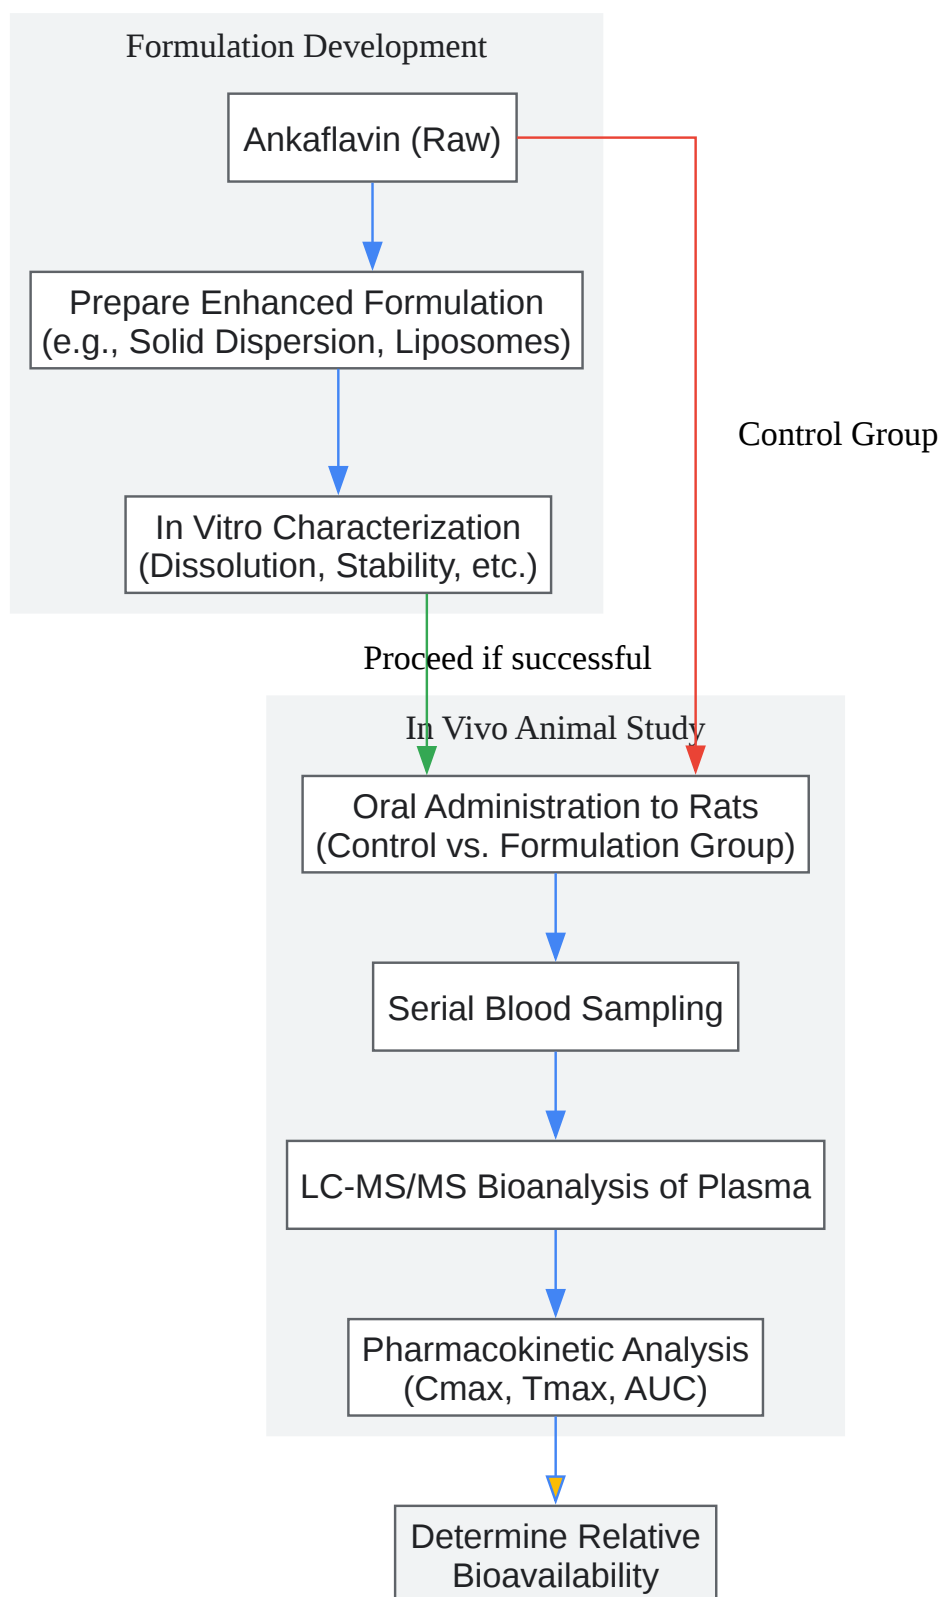 Formulation Development
Ankaflavin (Raw)
Prepare Enhanced Formulation
(e.g., Solid Dispersion, Liposomes)
Control Group
In Vitro Characterization
(Dissolution, Stability, etc.)
Proceed if successful
In Vivo Animal Study
Oral Administration to Rats
(Control vs. Formulation Group)
Serial Blood Sampling
LC-MS/MS Bioanalysis of Plasma
Pharmacokinetic Analysis
(Cmax, Tmax, AUC)
Determine Relative
Bioavailability